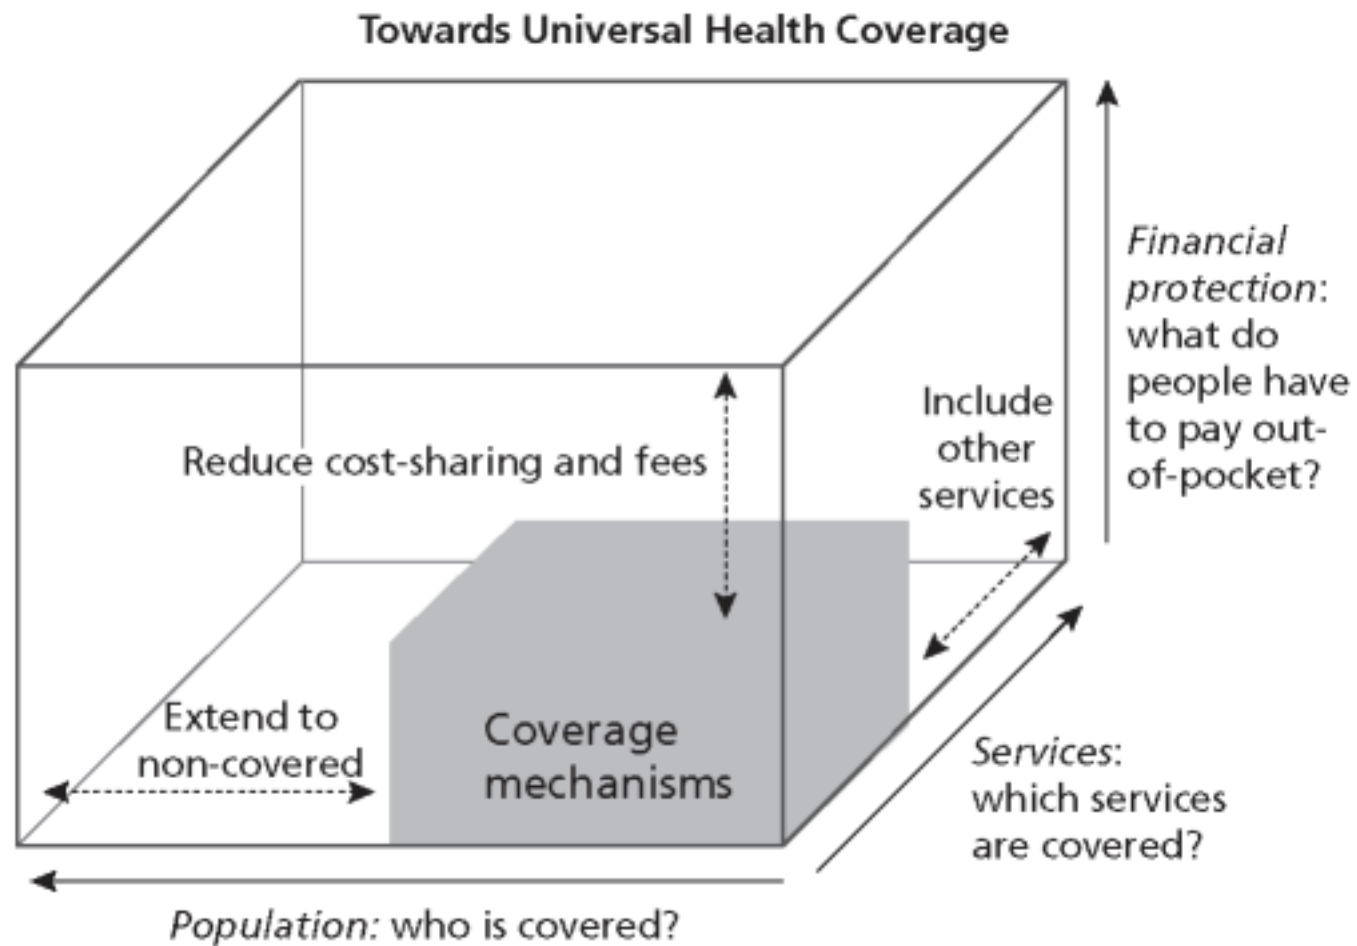 Towards Universal Health Coverage
Financial
protection:
what do
people have
to pay out-
of-pocket?
Include
other
services
Reduce cost-sharing and fees
Extend to
non-covered
Coverage
mechanisms
Services:
which services
are covered?
Population: who is covered?